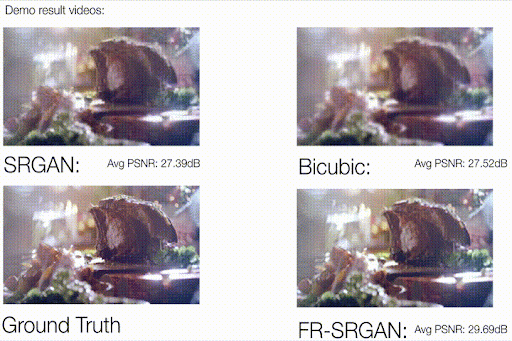 Demo result videos:
SRGAN: Avg PSNR: 27.39dB
Bicubic: Avg PSNR: 27.52dB
Ground Truth
FR-SRGAN: Avg PSNR: 29.69dB